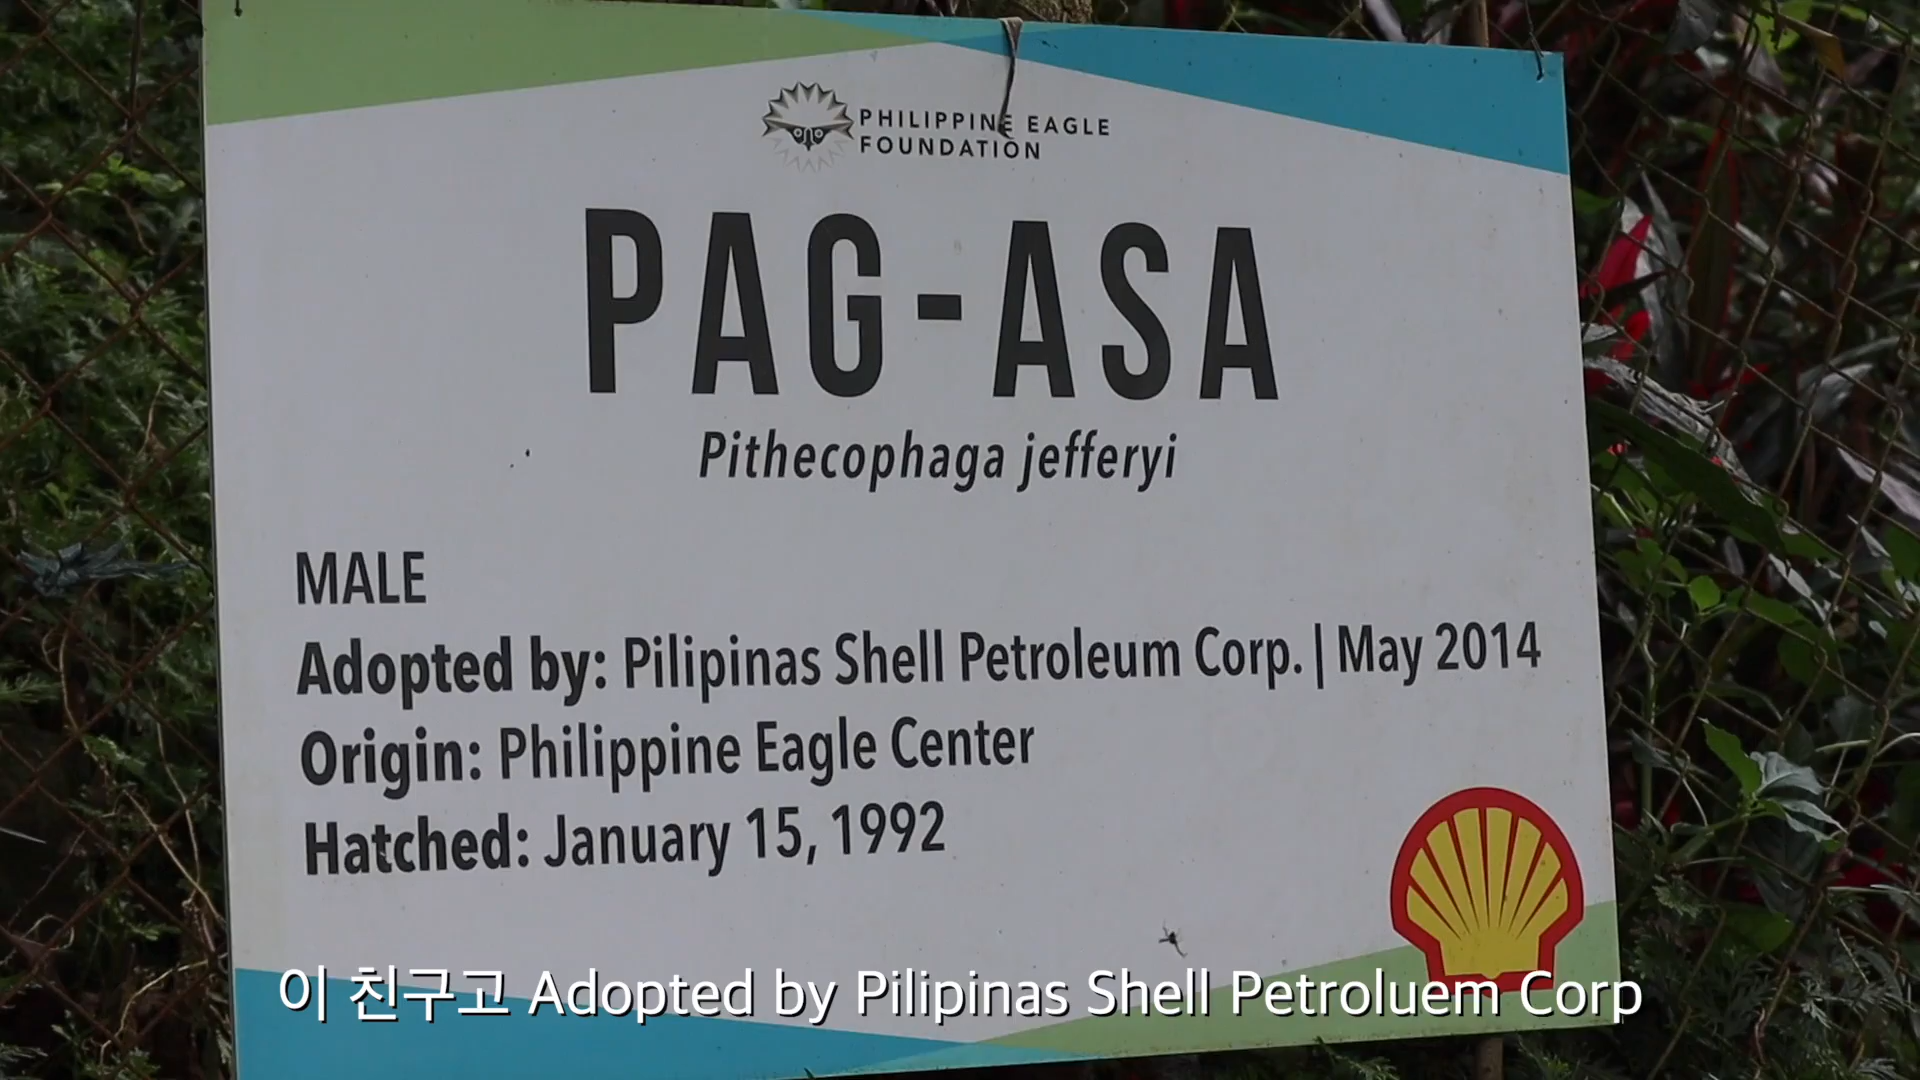 PHILIPPINE EAGLE
FOUNDATION
PAG-ASA
Pithecophaga jefferyi
MALE
Adopted by: Pilipinas Shell Petroleum Corp. | May 2014
Origin: Philippine Eagle Center
Hatched: January 15, 1992
이 친구고 Adopted by Pilipinas Shell Petroluem Corp